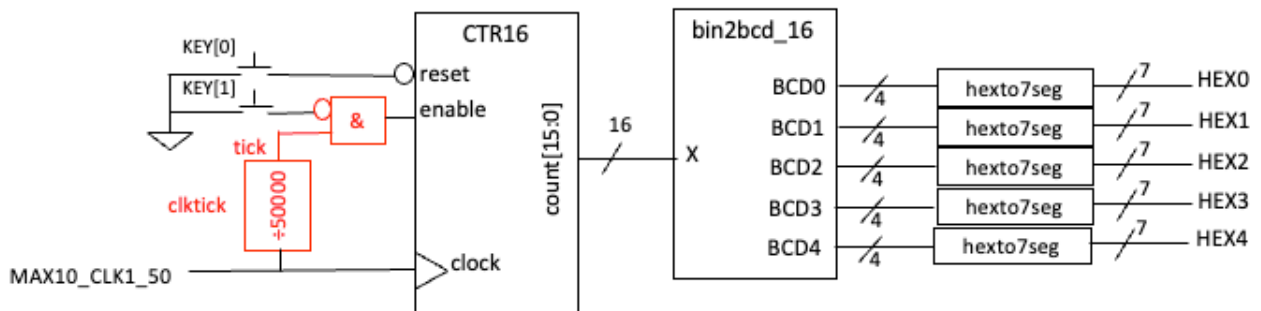 CTR16
bin2bcd_16
KEY[0]
reset
KEY[1]
enable
&
tick
clktick
÷50000
count[15:0]
16
X
clock
MAX10_CLK1_50
BCD0 4 hexto7seg 7 HEX0
BCD1 4 hexto7seg 7 HEX1
BCD2 4 hexto7seg 7 HEX2
BCD3 4 hexto7seg 7 HEX3
BCD4 4 hexto7seg 7 HEX4